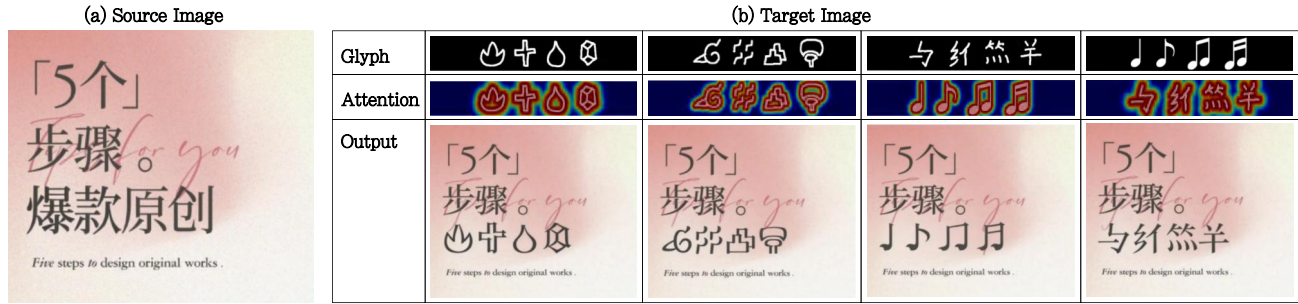 (a) Source Image
「5个」
步骤。
for you
爆款原创
Five steps to design original works .
(b) Target Image
Glyph
♩ ♪ ♫ ♬
Attention
♩ ♪ ♫ ♬
Output
「5个」
步骤。
for you
Five steps to design original works .
「5个」
步骤。
for you
Five steps to design original works .
「5个」
步骤。
for you
♩ ♪ ♫ ♬
Five steps to design original works .
「5个」
步骤。
for you
Five steps to design original works .